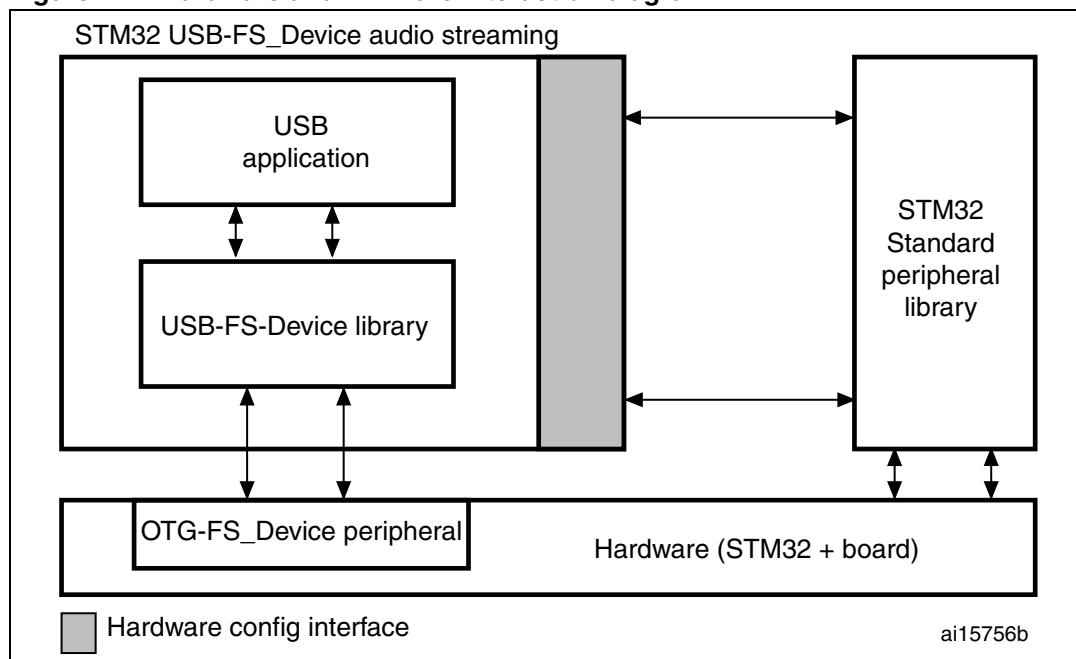 STM32 USB-FS_Device audio streaming
USB
application
USB-FS-Device library
STM32
Standard
peripheral
library
OTG-FS_Device peripheral
Hardware (STM32 + board)
Hardware config interface
ai15756b